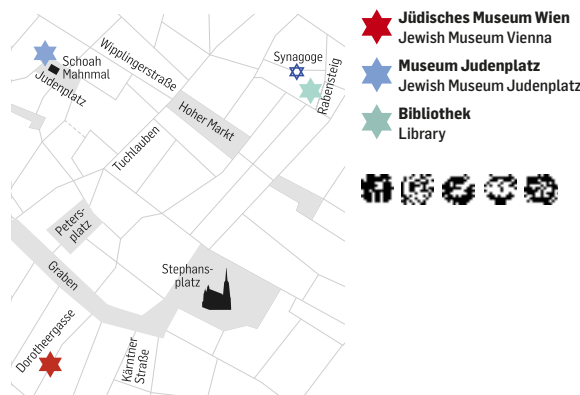 Jüdisches Museum Wien
Jewish Museum Vienna
Museum Judenplatz
Jewish Museum Judenplatz
Bibliothek
Library
Schoah
Mahnmal
Judenplatz
Wipplingerstraße
Synagoge
Rabensteig
Hoher Markt
Tuchlauben
Peters-
platz
Graben
Stephans-
platz
Dorotheergasse
Kärntner
Straße